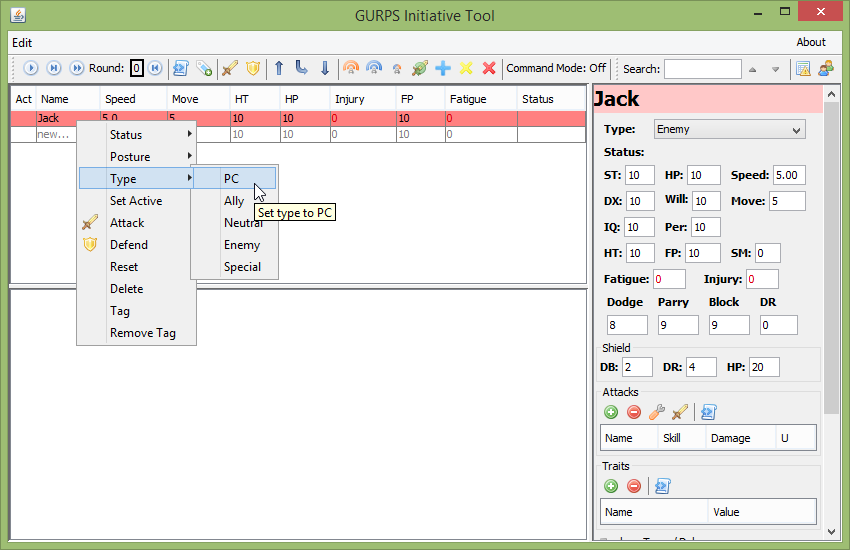 GURPS Initiative Tool
Edit
About
Round: 0
Command Mode: Off
Search:
Act Name Speed Move HT HP Injury FP Fatigue Status
Jack 5.0 5 10 10 0 10 0
new... 10 10 0 10 0
Status
Posture
Type
Set Active
Attack
Defend
Reset
Delete
Tag
Remove Tag
PC
Ally
Neutral
Enemy
Special
Set type to PC
Jack
Type: Enemy
Status:
ST: 10 HP: 10 Speed: 5.00
DX: 10 Will: 10 Move: 5
IQ: 10 Per: 10
HT: 10 FP: 10 SM: 0
Fatigue: 0 Injury: 0
Dodge Parry Block DR
8 9 9 0
Shield
DB: 2 DR: 4 HP: 20
Attacks
Name Skill Damage U
Traits
Name Value